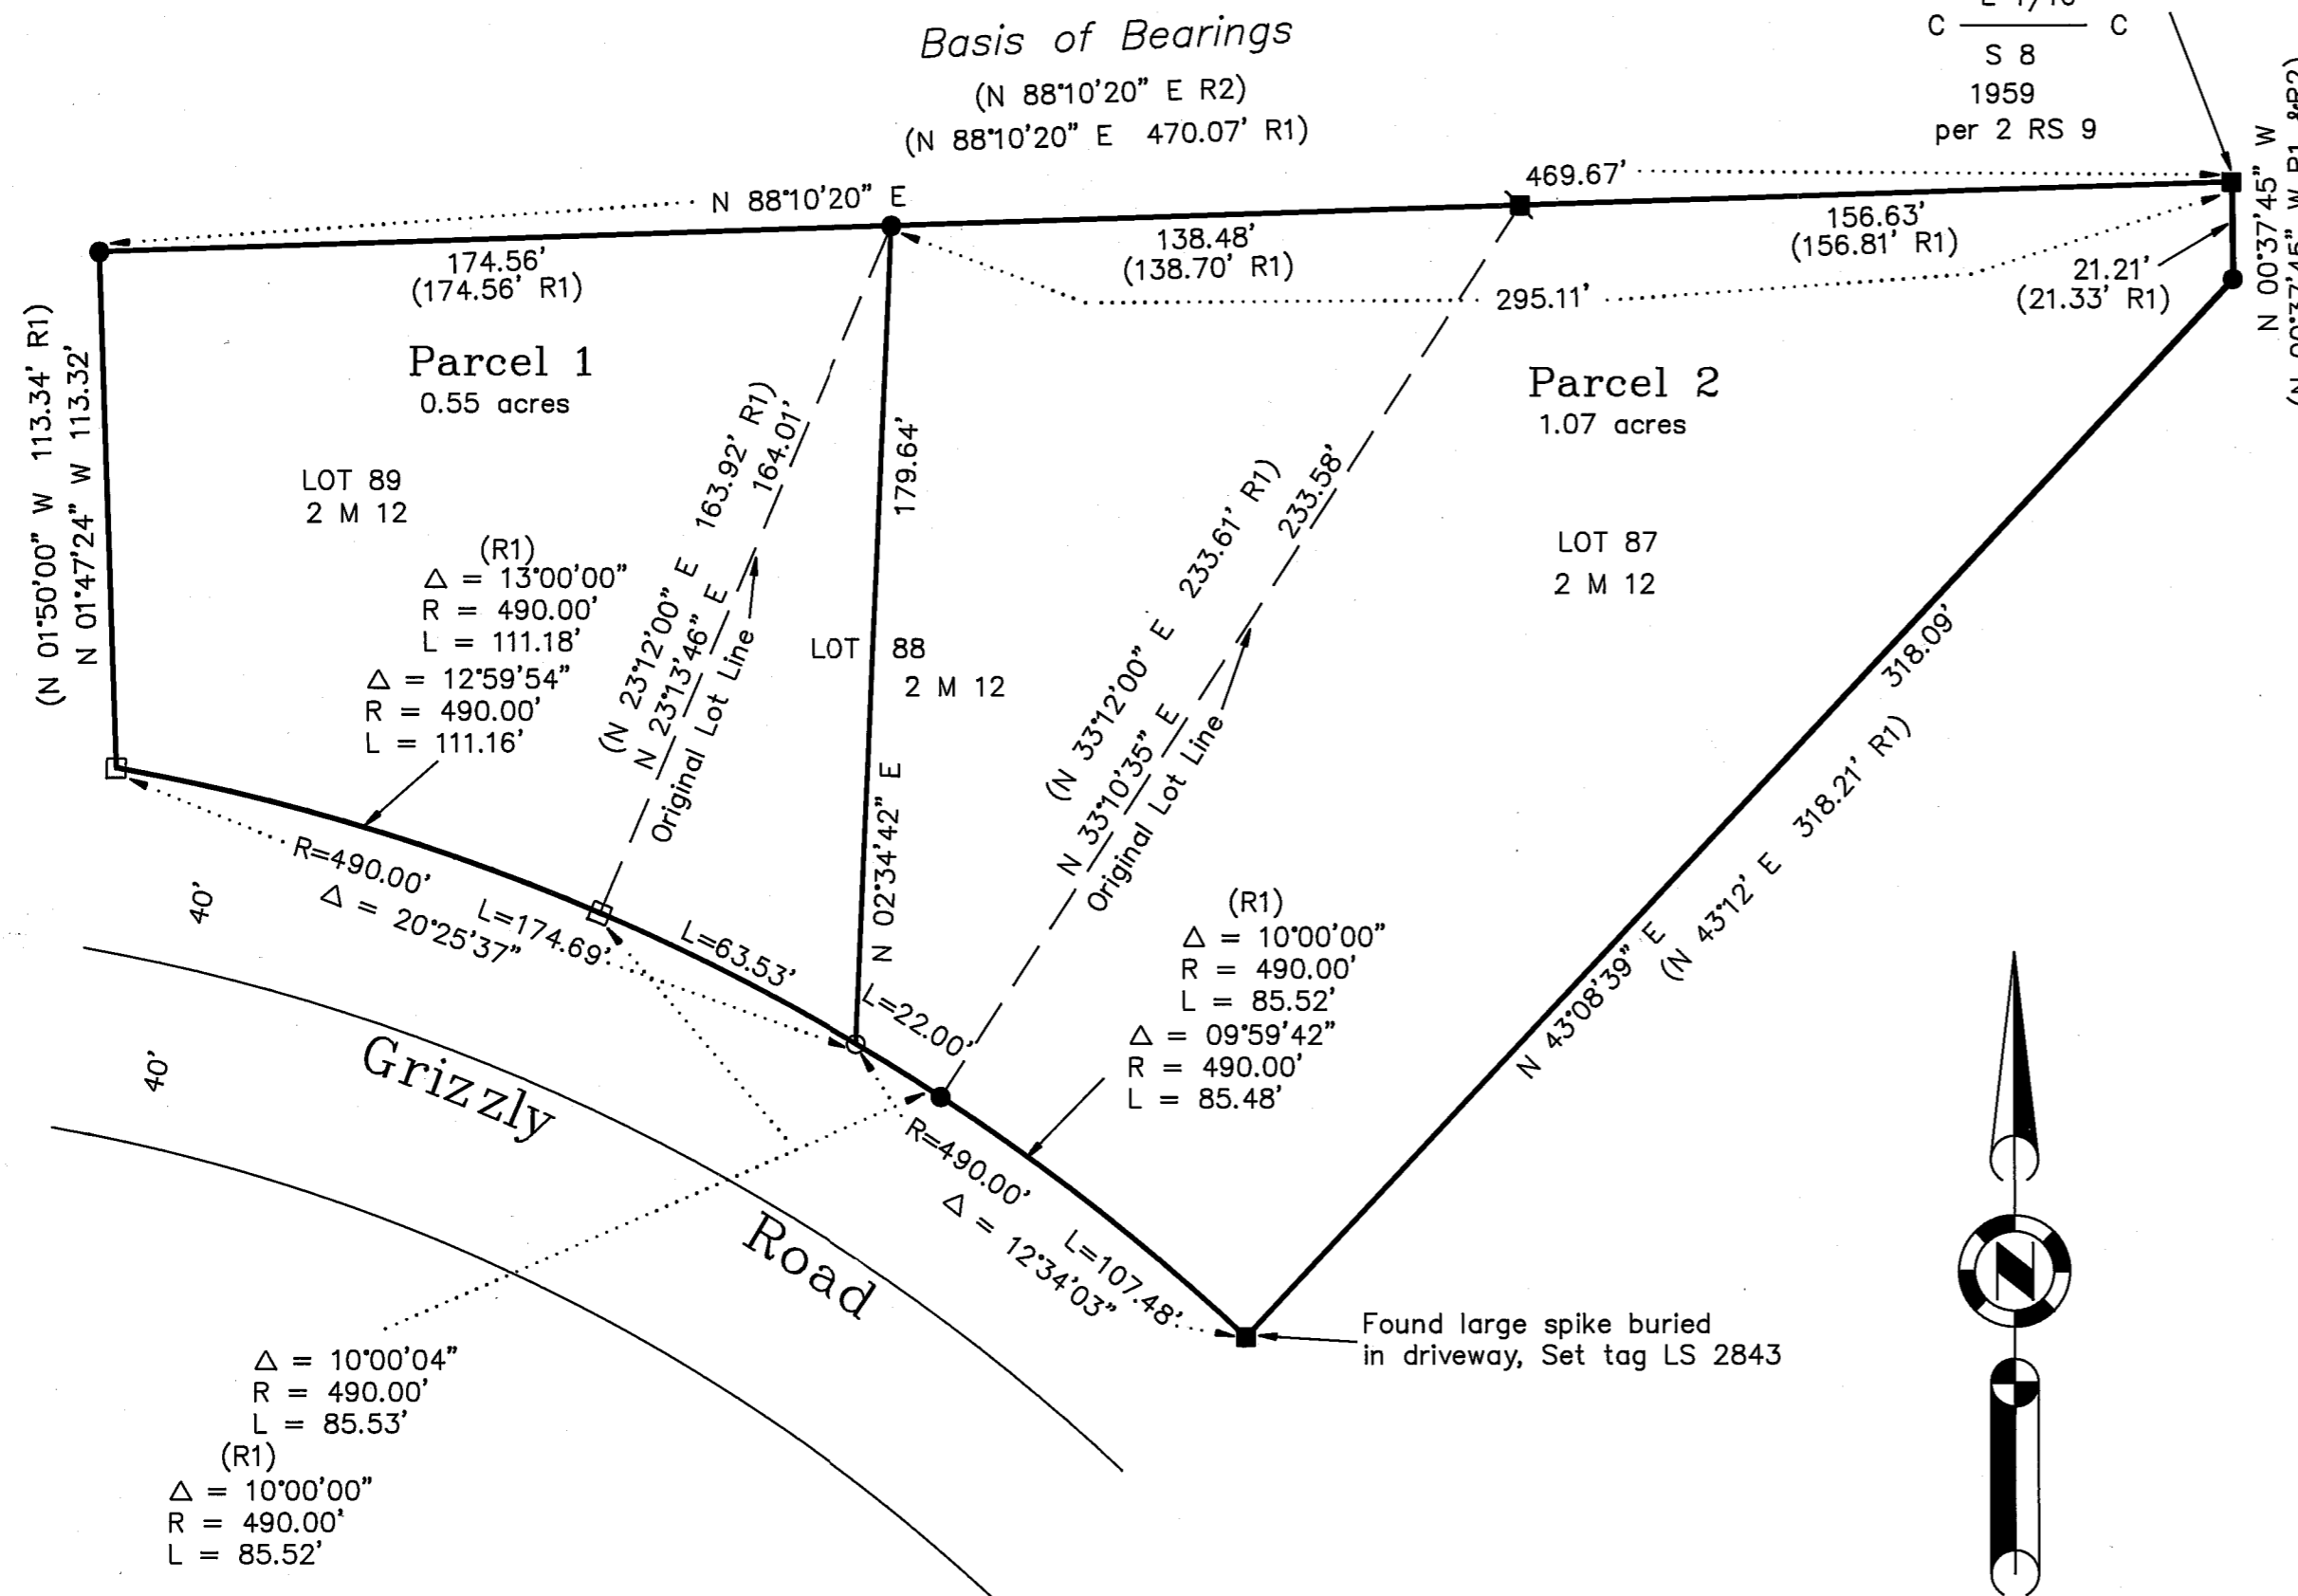 Basis of Bearings
(N 88°10'20" E R2)
(N 88°10'20" E 470.07' R1)
C C
S 8
1959
per 2 RS 9
N 88°10'20" E
469.67'
174.56'
(174.56' R1)
138.48'
(138.70' R1)
156.63'
(156.81' R1)
295.11'
21.21'
(21.33' R1)
N 00°37'45" W
(N 00°37'45" W R1 &R2)
Parcel 1
0.55 acres
Parcel 2
1.07 acres
(N 01°50'00" W 113.34' R1)
N 01°47'24" W 113.32'
LOT 89
2 M 12
(R1)
Δ = 13°00'00"
R = 490.00'
L = 111.18'
Δ = 12°59'54"
R = 490.00'
L = 111.16'
(N 23°12'00" E 163.92' R1)
N 23°13'46" E 164.01'
Original Lot Line
179.64'
N 02°34'42" E
LOT 88
2 M 12
(N 33°12'00" E 233.61' R1)
N 33°10'35" E 233.58'
Original Lot Line
LOT 87
2 M 12
N 43°08'39" E 318.09'
(N 43°12' E 318.21' R1)
R=490.00' L=174.69'
Δ = 20°25'37"
L=63.53'
L=22.00'
(R1)
Δ = 10°00'00"
R = 490.00'
L = 85.52'
Δ = 09°59'42"
R = 490.00'
L = 85.48'
R=490.00' L=107.48'
Δ = 12°34'03"
40'
40'
Grizzly Road
Found large spike buried
in driveway, Set tag LS 2843
Δ = 10°00'04"
R = 490.00'
L = 85.53'
(R1)
Δ = 10°00'00"
R = 490.00'
L = 85.52'
N